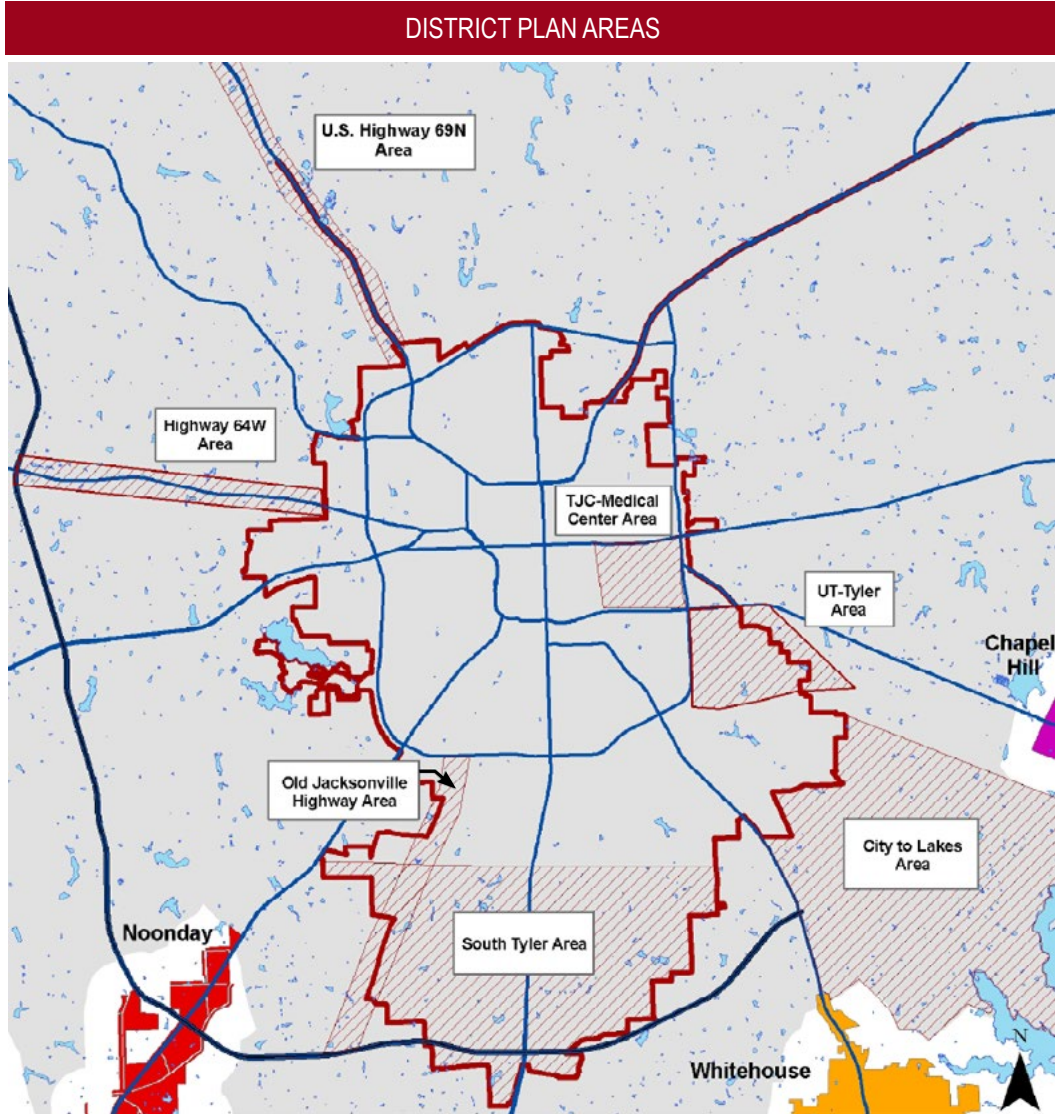 DISTRICT PLAN AREAS
U.S. Highway 69N
Area
Highway 64W
Area
TJC-Medical
Center Area
UT-Tyler
Area
Chapel
Hill
Old Jacksonville
Highway Area
City to Lakes
Area
Noonday
South Tyler Area
N
Whitehouse